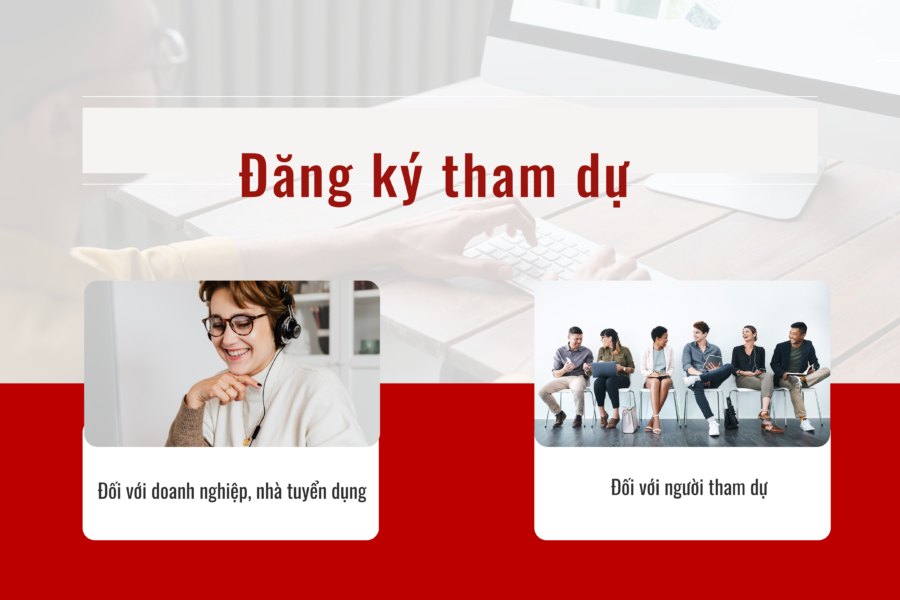 Đăng ký tham dự
Đối với doanh nghiệp, nhà tuyển dụng
Đối với người tham dự